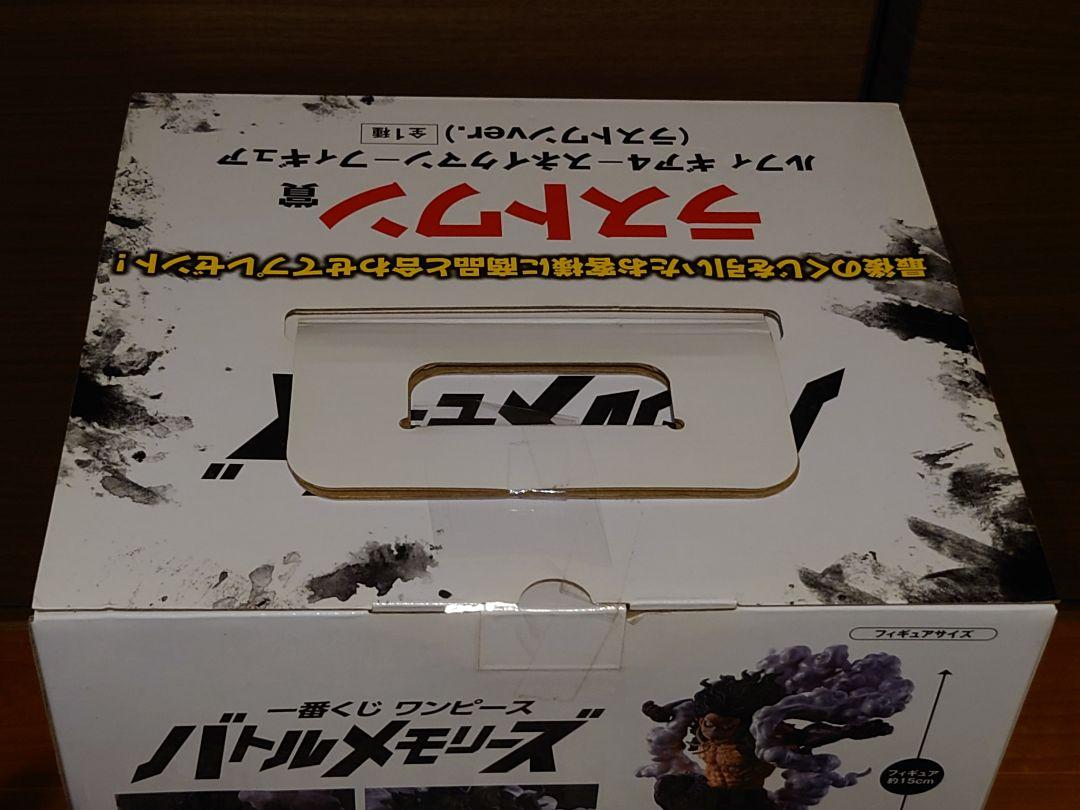 最後のくじを引いたお客様に商品と合わせてプレゼント!
ラストワン賞
ルフィ ギア4-スネイクマン-フィギュア
(ラストワンver.) 全1種
フィギュアサイズ
一番くじ ワンピース
バトルメモリーズ
フィギュア
約15cm